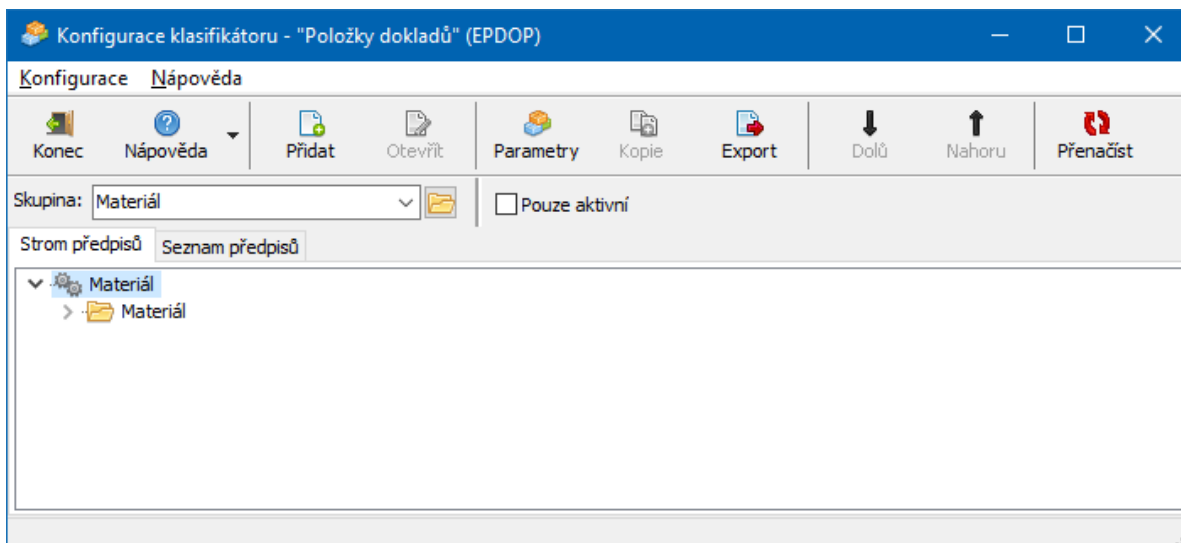 Konfigurace klasifikátoru - "Položky dokladů" (EPDOP)
Konfigurace Nápověda
Konec Nápověda Přidat Otevřít Parametry Kopie Export Dolů Nahoru Přenačíst
Skupina: Materiál Pouze aktivní
Strom předpisů Seznam předpisů
Materiál
Materiál